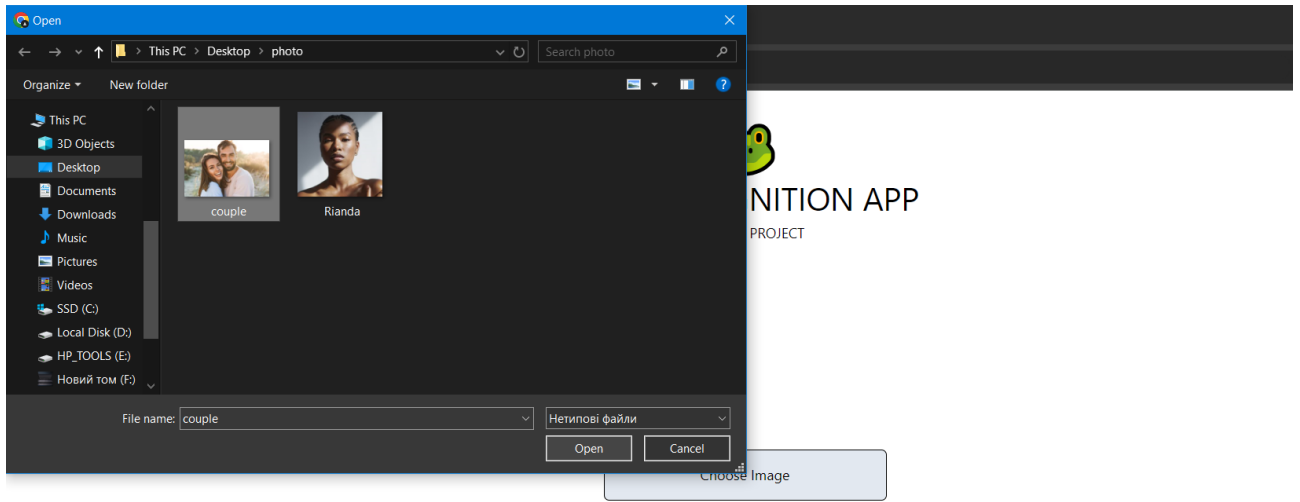 Open
This PC > Desktop > photo
Search photo
Organize
New folder
This PC
3D Objects
Desktop
Documents
Downloads
Music
Pictures
Videos
SSD (C:)
Local Disk (D:)
HP_TOOLS (E:)
Новий том (F:)
couple
Rianda
File name: couple
Нетипові файли
Open
Cancel
NITION APP
PROJECT
Choose Image